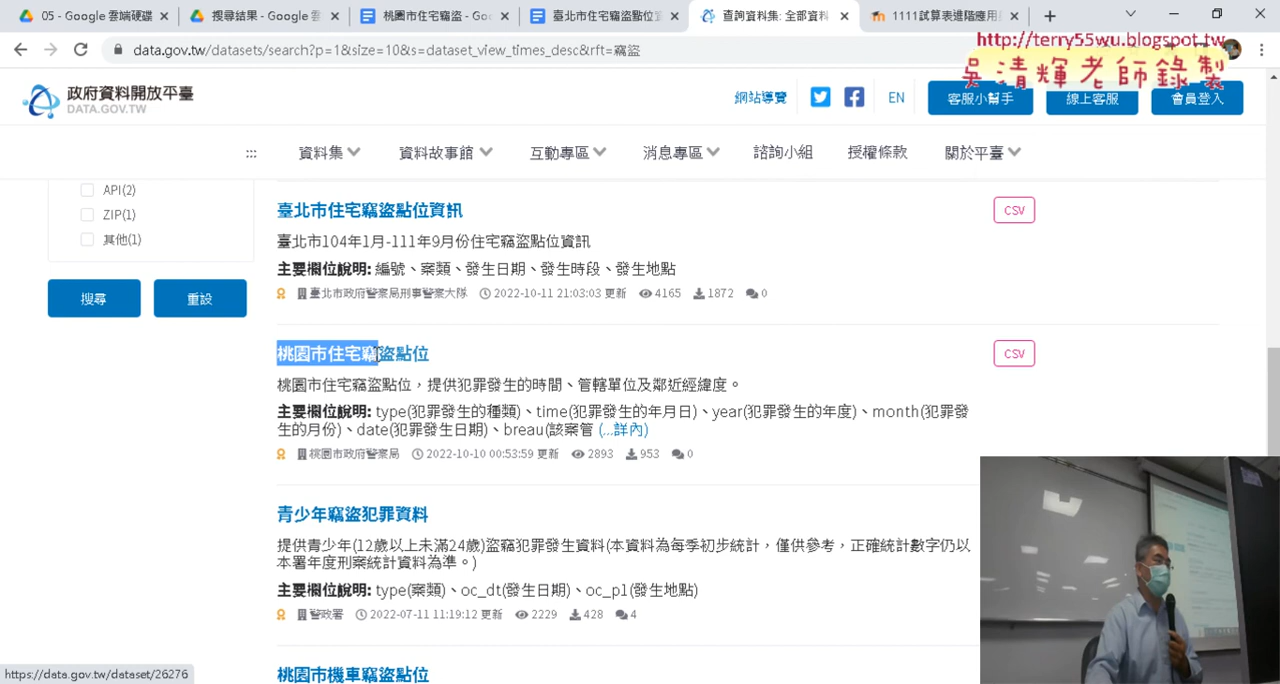 05 - Google 雲端硬碟
搜尋結果 - Google 雲
桃園市住宅竊盜 - Goo
臺北市住宅竊盜點位資
查詢資料集: 全部資料
1111試算表進階應用
data.gov.tw/datasets/search?p=1&size=10&s=dataset_view_times_desc&rft=竊盜
http://terry55wu.blogspot.tw
吳清輝老師錄製
政府資料開放平臺
DATA.GOV.TW
網站導覽
EN
客服小幫手
線上客服
會員登入
:::
資料集
資料故事館
互動專區
消息專區
諮詢小組
授權條款
關於平臺
API(2)
ZIP(1)
其他(1)
搜尋
重設
臺北市住宅竊盜點位資訊
CSV
臺北市104年1月-111年9月份住宅竊盜點位資訊
主要欄位說明: 編號、案類、發生日期、發生時段、發生地點
臺北市政府警察局刑事警察大隊 2022-10-11 21:03:03 更新 4165 1872 0
桃園市住宅竊盜點位
CSV
桃園市住宅竊盜點位，提供犯罪發生的時間、管轄單位及鄰近經緯度。
主要欄位說明: type(犯罪發生的種類)、time(犯罪發生的年月日)、year(犯罪發生的年度)、month(犯罪發
生的月份)、date(犯罪發生日期)、breau(該案管 (...詳內)
桃園市政府警察局 2022-10-10 00:53:59 更新 2893 953 0
青少年竊盜犯罪資料
提供青少年(12歲以上未滿24歲)盜竊犯罪發生資料(本資料為每季初步統計，僅供參考，正確統計數字仍以
本署年度刑案統計資料為準。)
主要欄位說明: type(案類)、oc_dt(發生日期)、oc_p1(發生地點)
警政署 2022-07-11 11:19:12 更新 2229 428 4
桃園市機車竊盜點位
https://data.gov.tw/dataset/26276